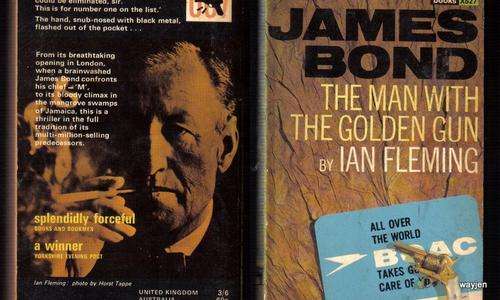 could be eliminated, sir.
This is for number one on the list.'
The hand, snub-nosed with black metal,
flashed out of the pocket . . .
From its breathtaking
opening in London,
when a brainwashed
James Bond confronts
his chief—'M',
to its bloody climax in
the mangrove swamps
of Jamaica, this is a
thriller in the full
tradition of its
multi-million-selling
predecessors.
splendidly forceful
BOOKS AND BOOKMEN
a winner
YORKSHIRE EVENING POST
Ian Fleming : photo by Horst Tappe
UNITED KINGDOM 3/6
AUSTRALIA
BOOKS
JAMES
BOND
THE MAN WITH
THE GOLDEN GUN
BY IAN FLEMING
ALL OVER
THE WORLD
B AC
TAKES GO
CARE OF YO
wayjen